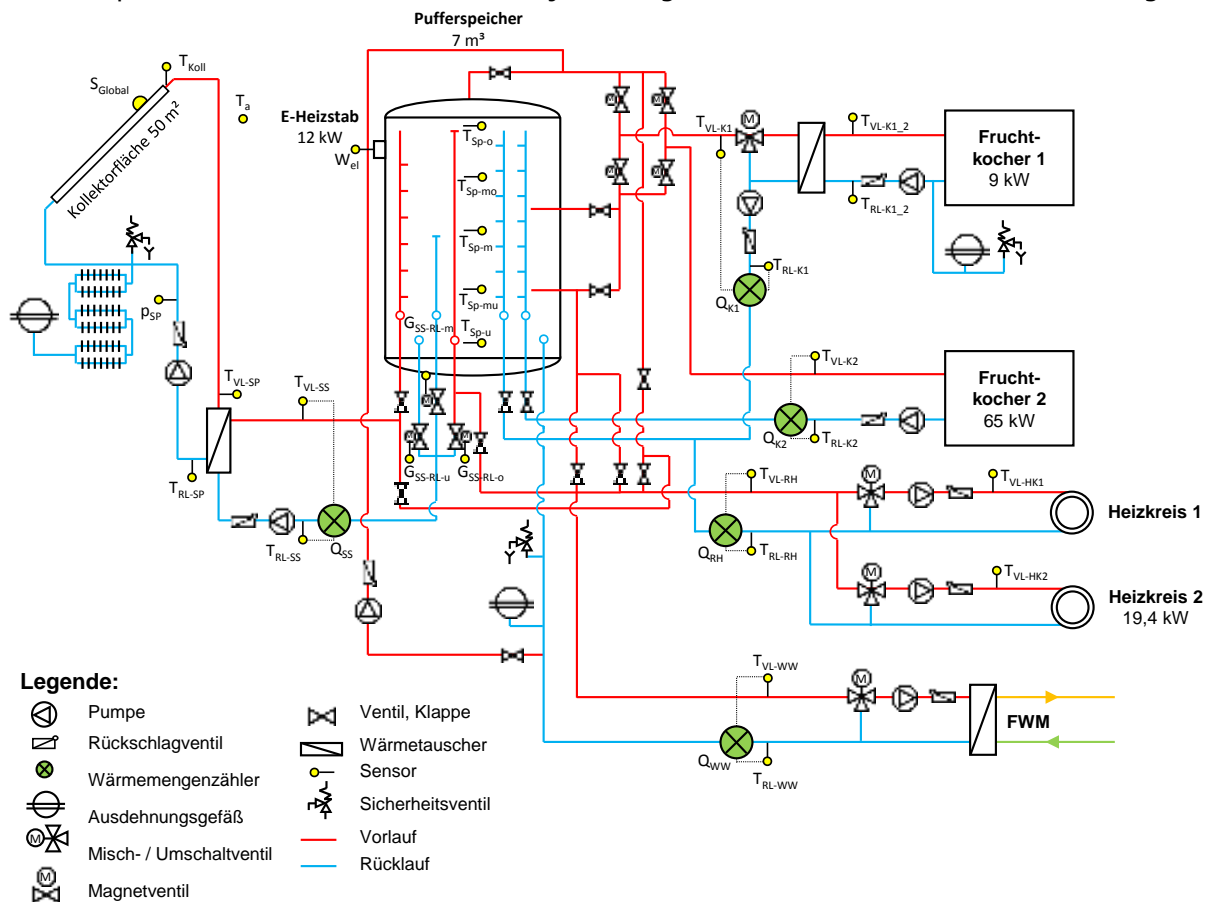 Pufferspeicher
7 m³
T_Koll
S_Global
T_a
Kollektorfläche 50 m²
E-Heizstab
12 kW
W_el
T_Sp-o
T_Sp-mo
T_Sp-m
T_Sp-mu
T_Sp-u
G_SS-RL-m
G_SS-RL-u
G_SS-RL-o
M
M
M
M
M
M
M
T_VL-K1
M
T_VL-K1_2
T_RL-K1_2
Frucht-
kocher 1
9 kW
T_RL-K1
Q_K1
p_SP
T_VL-SP
T_VL-SS
T_RL-SP
T_RL-SS
Q_SS
T_VL-K2
Q_K2
T_RL-K2
Frucht-
kocher 2
65 kW
T_VL-RH
Q_RH
T_RL-RH
M
T_VL-HK1
Heizkreis 1
M
T_VL-HK2
Heizkreis 2
19,4 kW
T_VL-WW
M
Q_WW
T_RL-WW
FWM
Legende:
Pumpe
Rückschlagventil
Wärmemengenzähler
Ausdehnungsgefäß
M
Misch- / Umschaltventil
M
Magnetventil
Ventil, Klappe
Wärmetauscher
Sensor
Sicherheitsventil
Vorlauf
Rücklauf